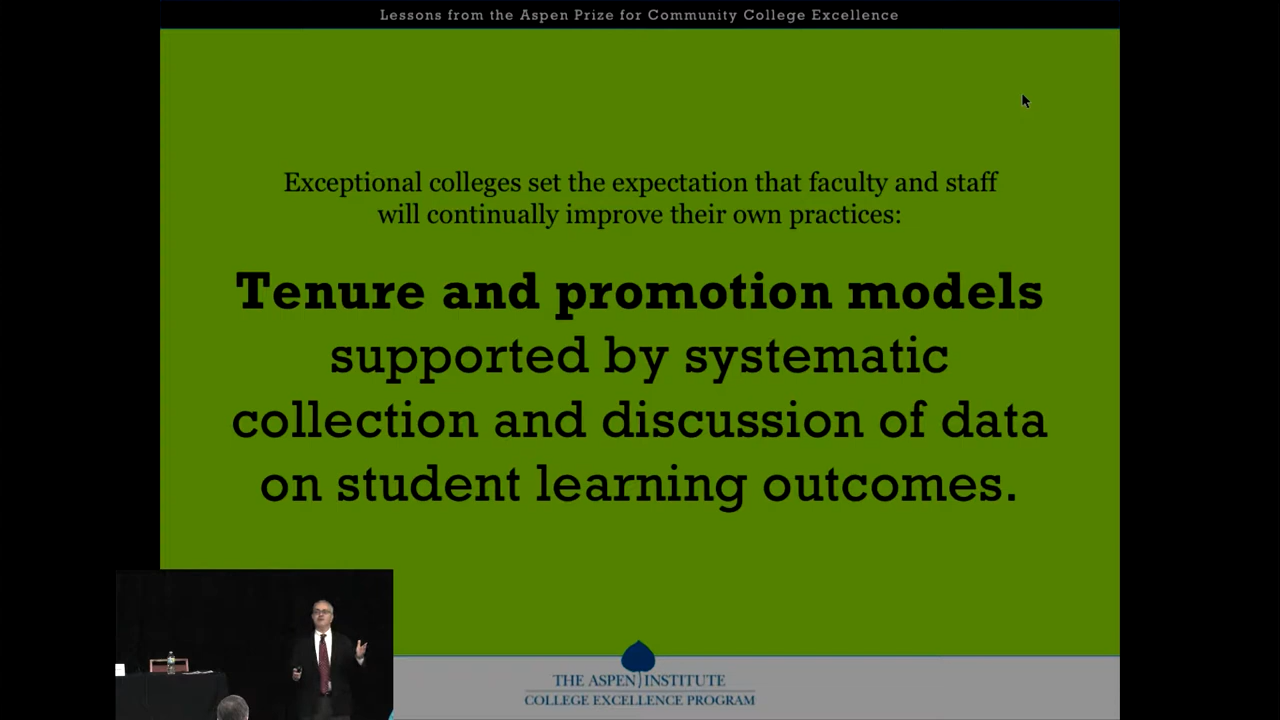 Lessons from the Aspen Prize for Community College Excellence
Exceptional colleges set the expectation that faculty and staff
will continually improve their own practices:
Tenure and promotion models
supported by systematic
collection and discussion of data
on student learning outcomes.
THE ASPEN INSTITUTE
COLLEGE EXCELLENCE PROGRAM